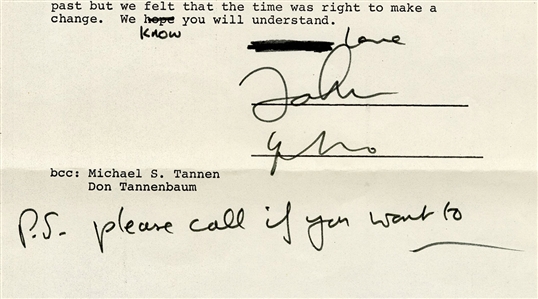 past but we felt that the time was right to make a
change. We hope you will understand.
know
love
John
Yoko
bcc: Michael S. Tannen
Don Tannenbaum
P.S. please call if you want to